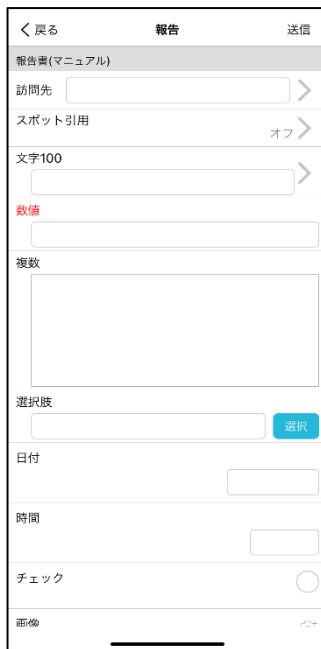 戻る 報告 送信
報告書(マニュアル)
訪問先
スポット引用
オフ
文字100
数値
複数
選択肢
選択
日付
時間
チェック
画像